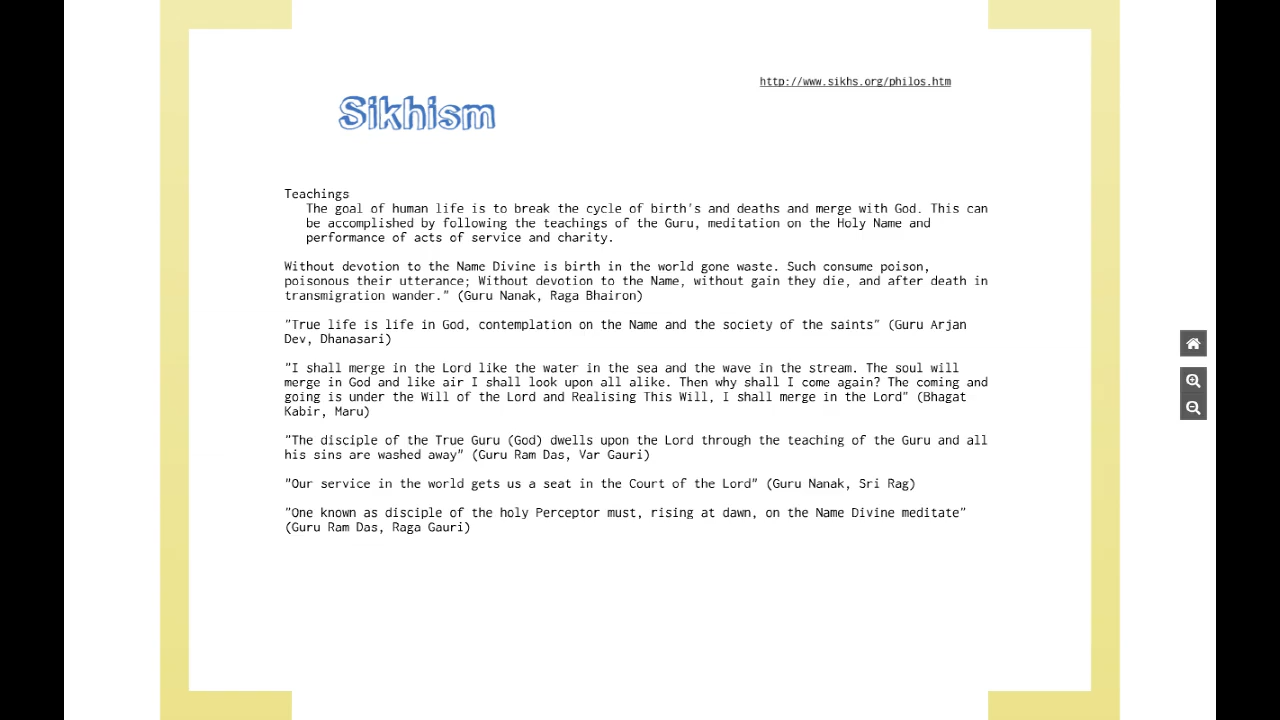 http://www.sikhs.org/philos.htm
Sikhism
Teachings
The goal of human life is to break the cycle of birth's and deaths and merge with God. This can
be accomplished by following the teachings of the Guru, meditation on the Holy Name and
performance of acts of service and charity.
Without devotion to the Name Divine is birth in the world gone waste. Such consume poison,
poisonous their utterance; Without devotion to the Name, without gain they die, and after death in
transmigration wander." (Guru Nanak, Raga Bhairon)
"True life is life in God, contemplation on the Name and the society of the saints" (Guru Arjan
Dev, Dhanasari)
"I shall merge in the Lord like the water in the sea and the wave in the stream. The soul will
merge in God and like air I shall look upon all alike. Then why shall I come again? The coming and
going is under the Will of the Lord and Realising This Will, I shall merge in the Lord" (Bhagat
Kabir, Maru)
"The disciple of the True Guru (God) dwells upon the Lord through the teaching of the Guru and all
his sins are washed away" (Guru Ram Das, Var Gauri)
"Our service in the world gets us a seat in the Court of the Lord" (Guru Nanak, Sri Rag)
"One known as disciple of the holy Perceptor must, rising at dawn, on the Name Divine meditate"
(Guru Ram Das, Raga Gauri)